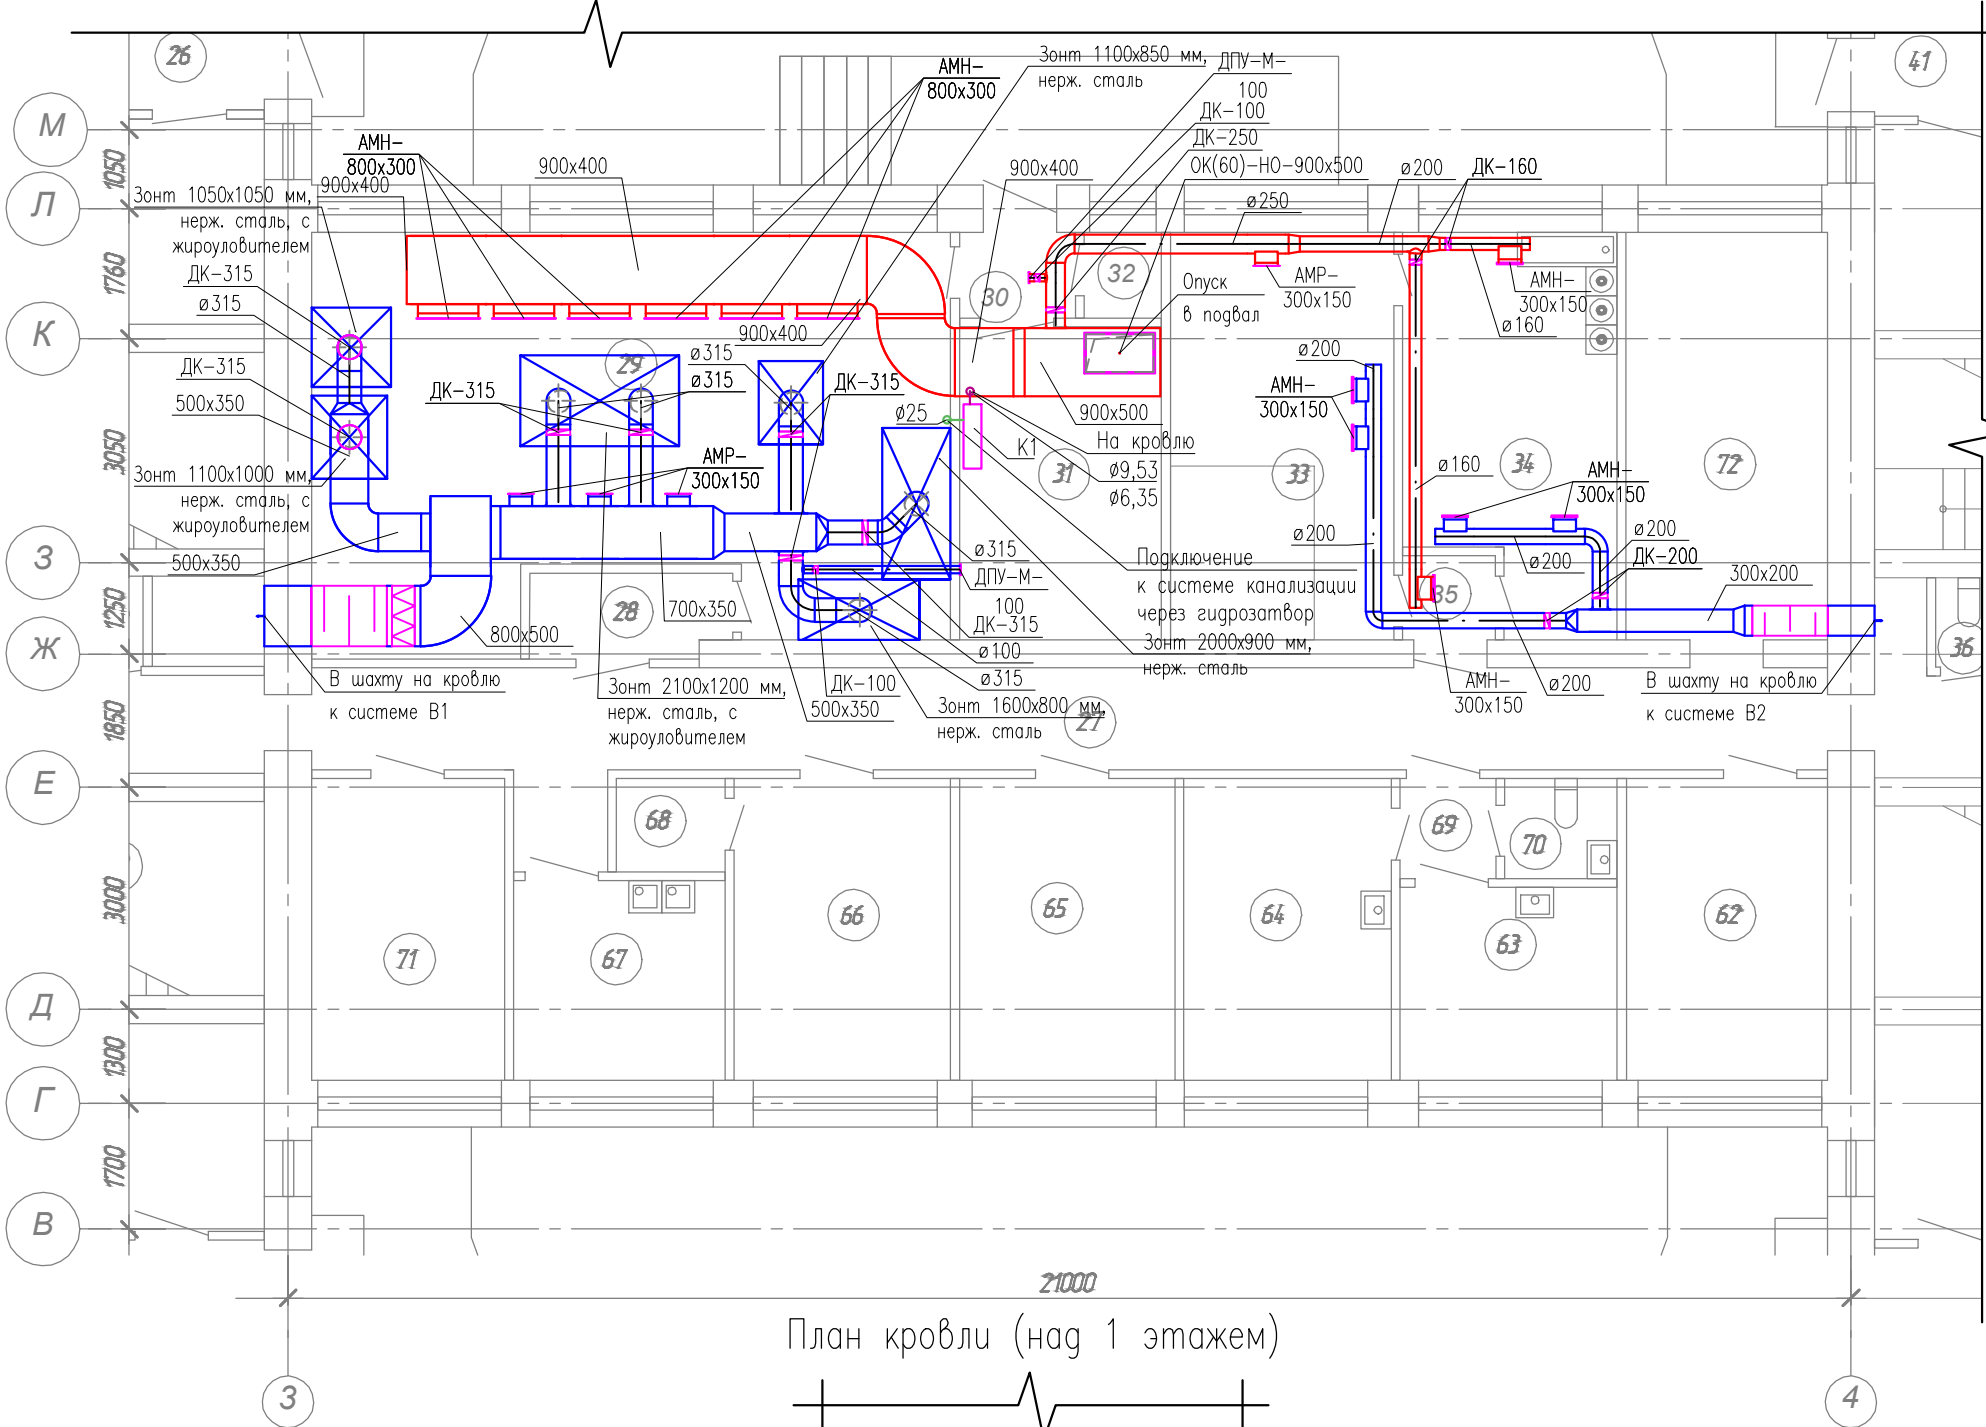 26
41
Зонт 1100х850 мм,
нерж. сталь
ДПУ-М-
100
АМН-
800х300
ДК-100
ДК-250
ОК(60)-НО-900х500
М
АМН-
800х300
900х400
900х400
ø200
ДК-160
1050
Зонт 1050х1050 мм,
нерж. сталь, с
жироуловителем
900х400
Л
ø250
ДК-315
ø315
1760
30
32
Опуск
в подвал
АМР-
300х150
АМН-
300х150
ø160
К
900х400
29
ø315
ø315
ДК-315
ДК-315
500х350
ДК-315
ø200
АМН-
300х150
ø25
900х500
К1
На кровлю
ø9,53
ø6,35
3050
Зонт 1100х1000 мм,
нерж. сталь, с
жироуловителем
АМР-
300х150
31
33
ø160
34
72
АМН-
300х150
ø200
ø200
ø200
ДК-200
300х200
З
500х350
ø315
ДПУ-М-
100
ДК-315
Подключение
к системе канализации
через гидрозатвор
1250
28
700х350
800х500
35
36
Ж
ø100
ø315
Зонт 2000х900 мм,
нерж. сталь
В шахту на кровлю
к системе В1
Зонт 2100х1200 мм,
нерж. сталь, с
жироуловителем
ДК-100
500х350
Зонт 1600х800 мм,
нерж. сталь
27
АМН-
300х150
ø200
В шахту на кровлю
к системе В2
1850
Е
68
69
70
3000
66
65
64
62
71
67
63
Д
1300
Г
1700
В
21000
План кровли (над 1 этажем)
3
4